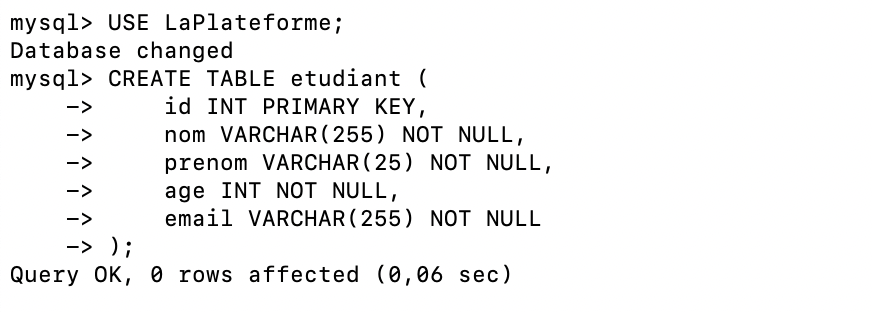 mysql> USE LaPlateforme;
Database changed
mysql> CREATE TABLE etudiant (
    ->     id INT PRIMARY KEY,
    ->     nom VARCHAR(255) NOT NULL,
    ->     prenom VARCHAR(25) NOT NULL,
    ->     age INT NOT NULL,
    ->     email VARCHAR(255) NOT NULL
    -> );
Query OK, 0 rows affected (0,06 sec)